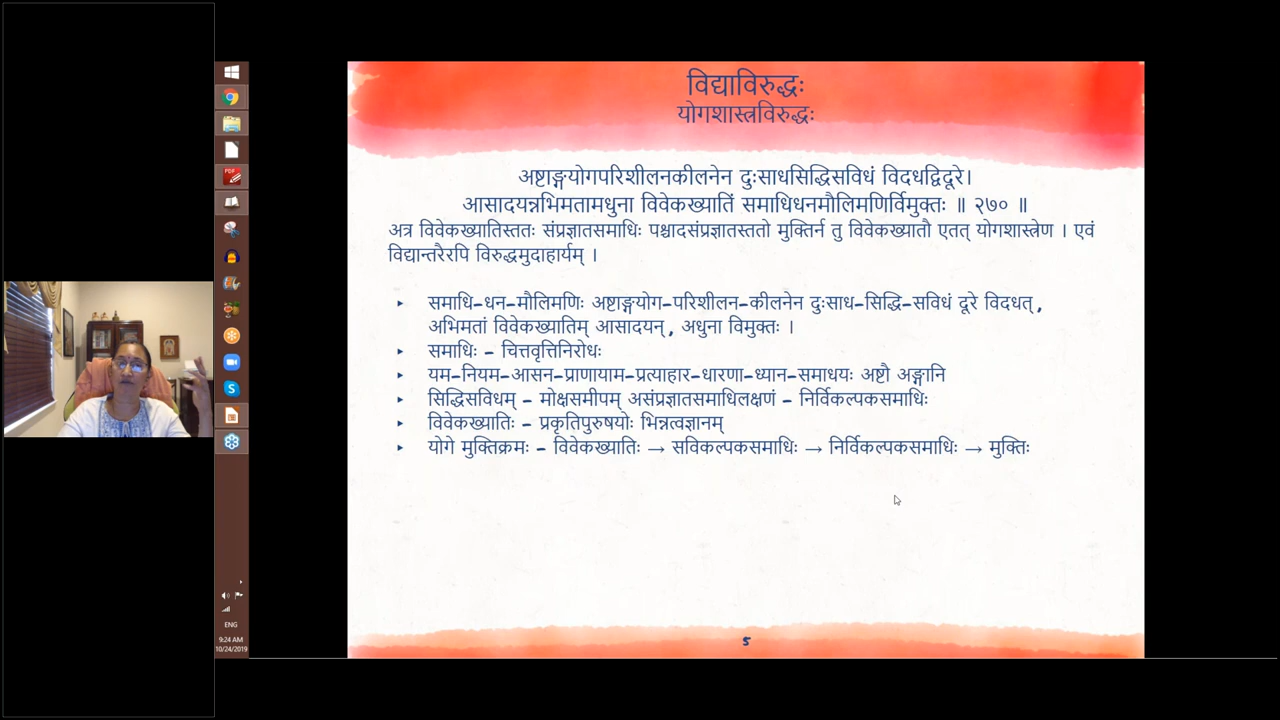 विद्याविरुद्धः
योगशास्त्रविरुद्धः
अष्टाङ्गयोगपरिशीलनकीलनेन दुःसाधसिद्धिसविधं विदधद्विदूरे।
आसादयन्नभिमतामधुना विवेकख्यातिं समाधिधनमौलिमणिर्विमुक्तः ॥ २७० ॥
अत्र विवेकख्यातिस्ततः संप्रज्ञातसमाधिः पश्चादसंप्रज्ञातस्ततो मुक्तिर्न तु विवेकख्यातौ एतत् योगशास्त्रेण । एवं
विद्यान्तरैरपि विरुद्धमुदाहार्यम् ।
‣ समाधि-धन-मौलिमणिः अष्टाङ्गयोग-परिशीलन-कीलनेन दुःसाध-सिद्धि-सविधं दूरे विदधत् ,
अभिमतां विवेकख्यातिम् आसादयन् , अधुना विमुक्तः ।
‣ समाधिः - चित्तवृत्तिनिरोधः
‣ यम-नियम-आसन-प्राणायाम-प्रत्याहार-धारणा-ध्यान-समाधयः अष्टौ अङ्गानि
‣ सिद्धिसविधम् - मोक्षसमीपम् असंप्रज्ञातसमाधिलक्षणं - निर्विकल्पकसमाधिः
‣ विवेकख्यातिः - प्रकृतिपुरुषयोः भिन्नत्वज्ञानम्
‣ योगे मुक्तिक्रमः - विवेकख्यातिः → सविकल्पकसमाधिः → निर्विकल्पकसमाधिः → मुक्तिः
5
PDF
ENG
9:24 AM
10/24/2019